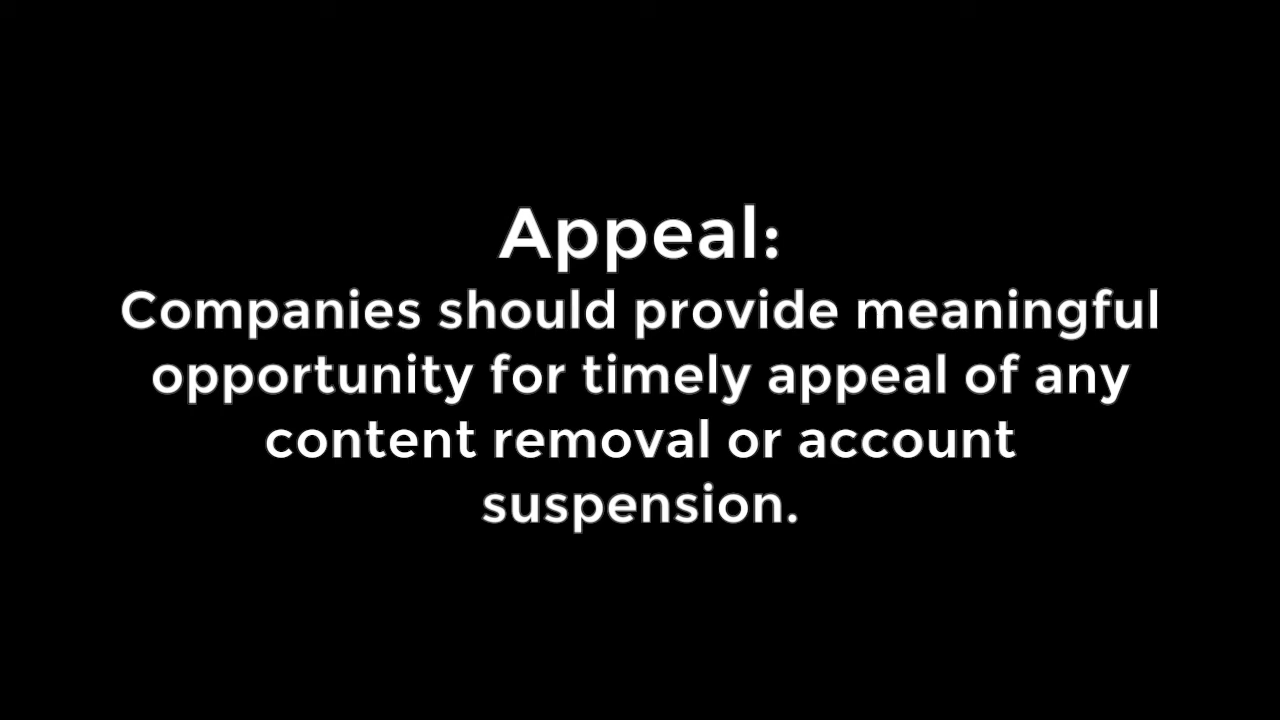 Appeal:
Companies should provide meaningful
opportunity for timely appeal of any
content removal or account
suspension.